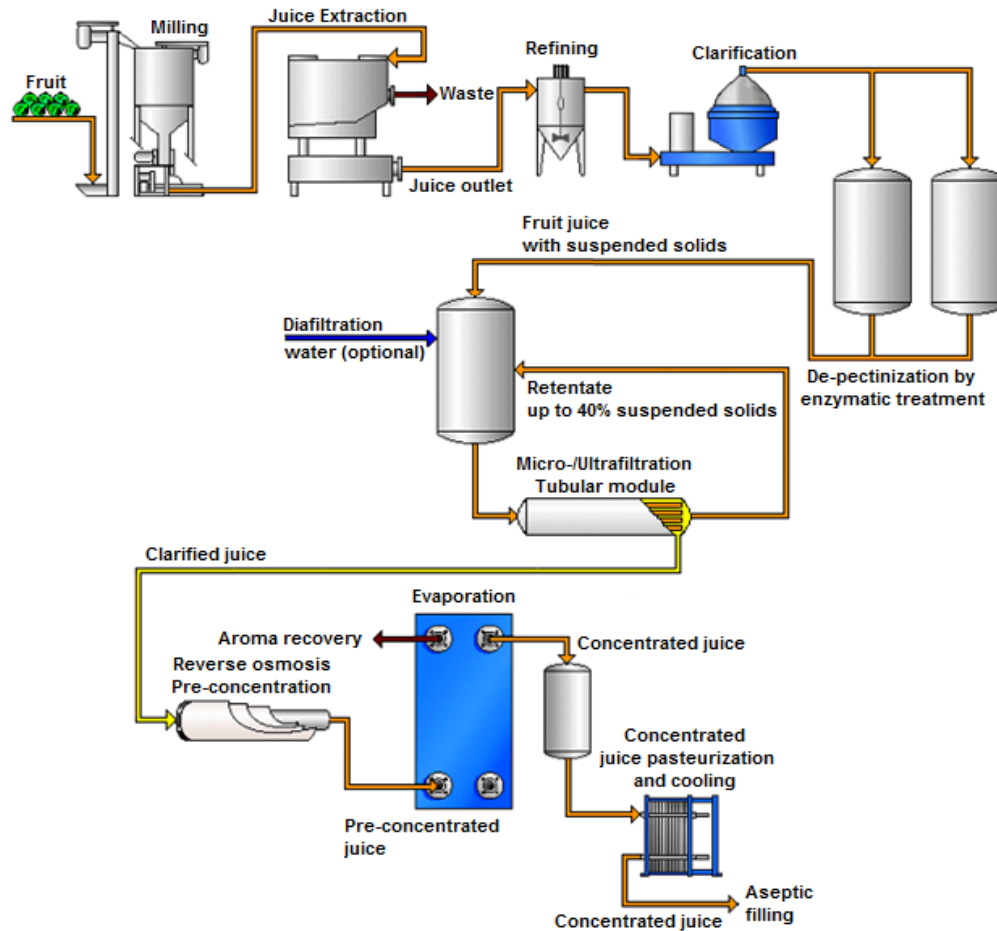 Juice Extraction
Milling
Fruit
Waste
Juice outlet
Refining
Clarification
Fruit juice
with suspended solids
Diafiltration
water (optional)
Retentate
up to 40% suspended solids
De-pectinization by
enzymatic treatment
Micro-/Ultrafiltration
Tubular module
Clarified juice
Evaporation
Aroma recovery
Concentrated juice
Reverse osmosis
Pre-concentration
Pre-concentrated
juice
Concentrated
juice pasteurization
and cooling
Concentrated juice
Aseptic
filling